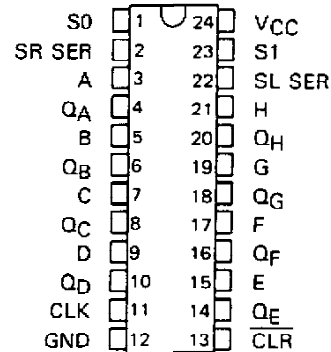 S0 1 24 VCC
SR SER 2 23 S1
A 3 22 SL SER
QA 4 21 H
B 5 20 QH
QB 6 19 G
C 7 18 QG
QC 8 17 F
D 9 16 QF
QD 10 15 E
CLK 11 14 QE
GND 12 13 CLR